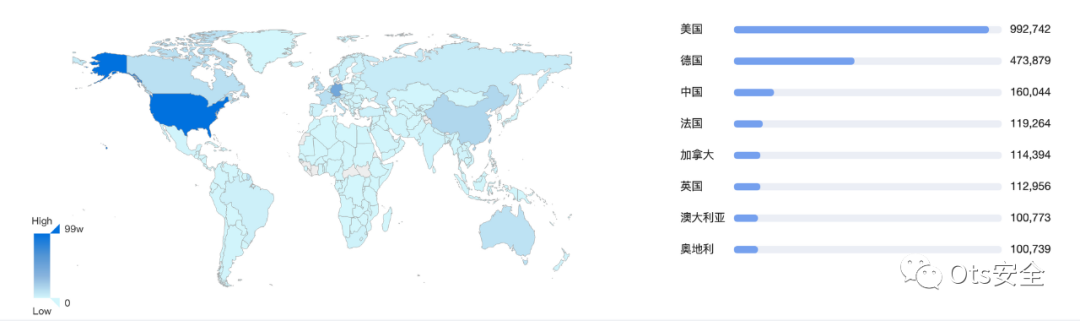 High
99w
0
Low
美国 992,742
德国 473,879
中国 160,044
法国 119,264
加拿大 114,394
英国 112,956
澳大利亚 100,773
奥地利 100,739
Ots安全